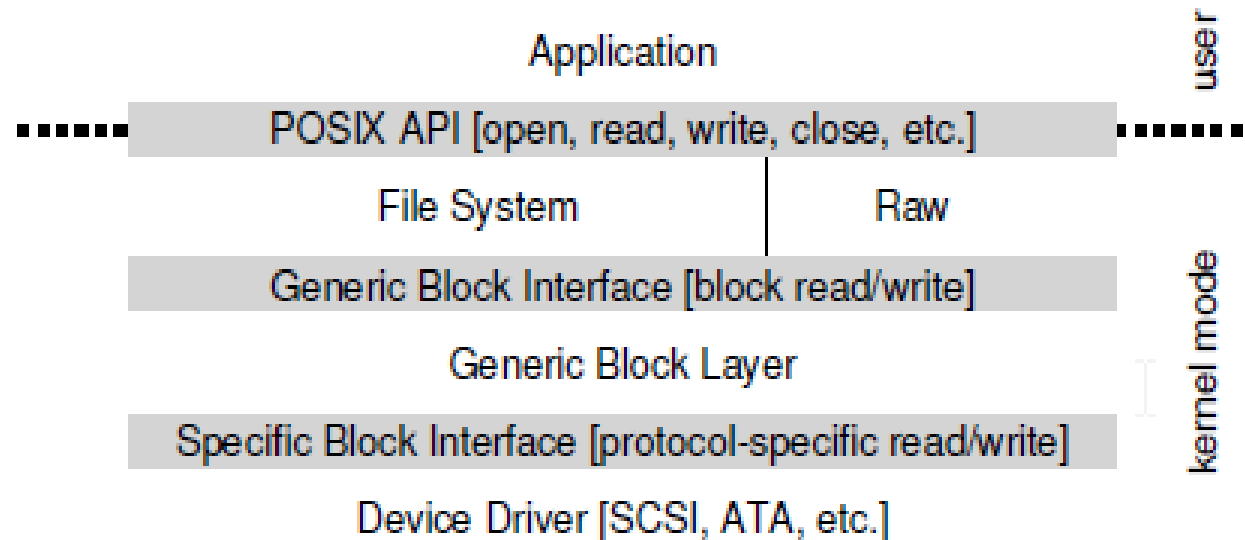 Application
user
POSIX API [open, read, write, close, etc.]
File System
Raw
Generic Block Interface [block read/write]
kernel mode
Generic Block Layer
Specific Block Interface [protocol-specific read/write]
Device Driver [SCSI, ATA, etc.]